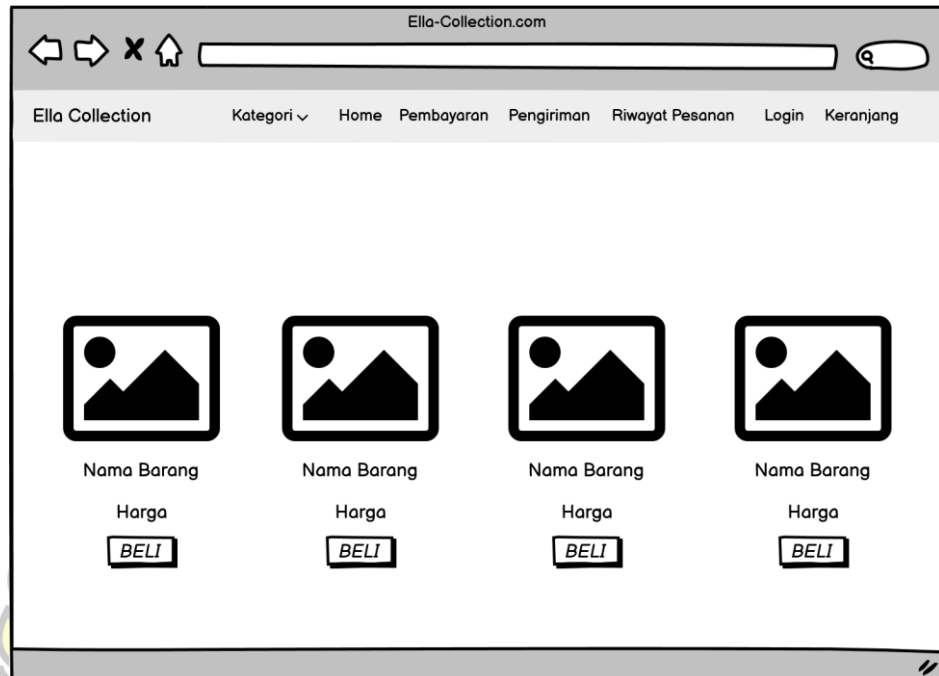 Ella-Collection.com
Ella Collection Kategori Home Pembayaran Pengiriman Riwayat Pesanan Login Keranjang
Nama Barang Nama Barang Nama Barang Nama Barang
Harga Harga Harga Harga
BELI BELI BELI BELI